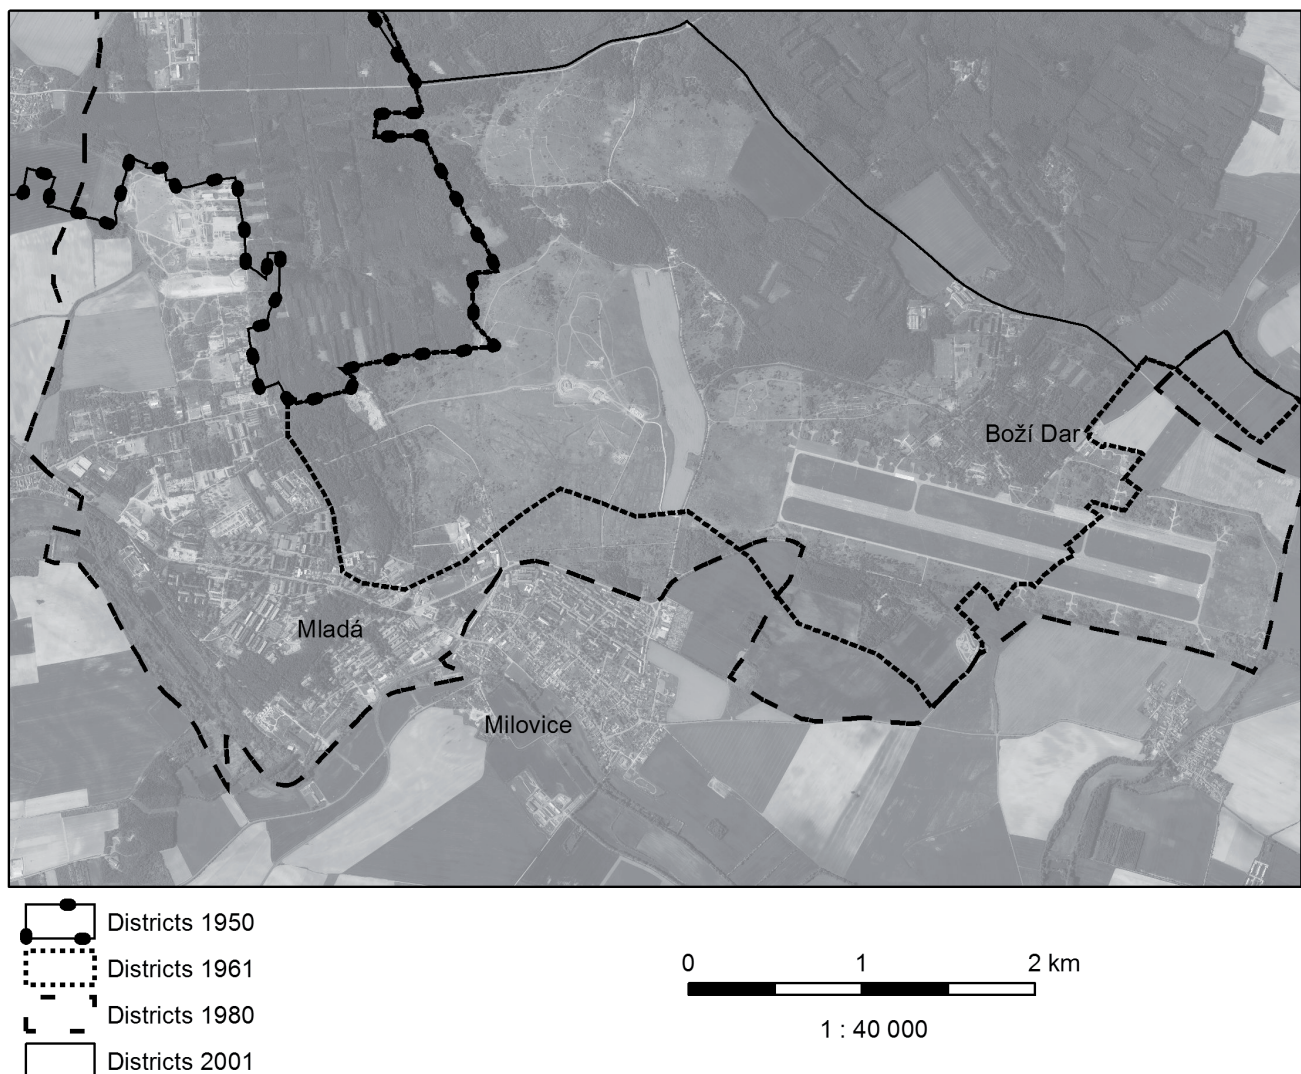 Boží Dar
Mladá
Milovice
Districts 1950
Districts 1961
Districts 1980
Districts 2001
0 1 2 km
1 : 40 000